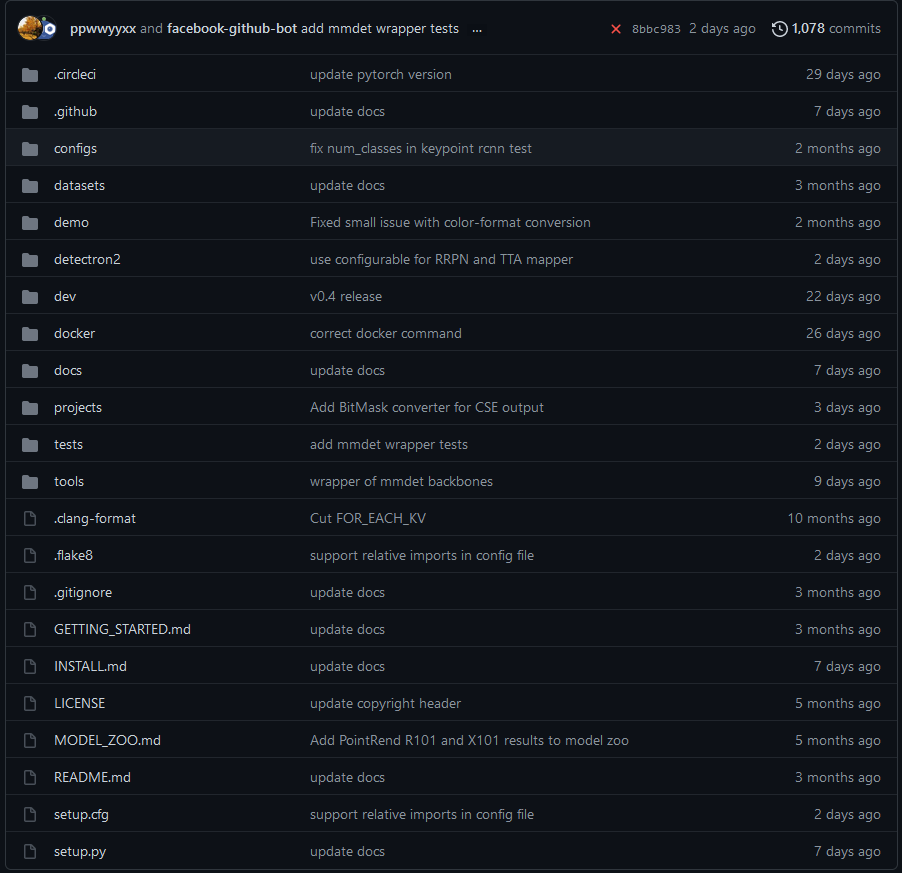 ppwwyyxx and facebook-github-bot add mmdet wrapper tests ... 8bbc983 2 days ago 1,078 commits
.circleci update pytorch version 29 days ago
.github update docs 7 days ago
configs fix num_classes in keypoint rcnn test 2 months ago
datasets update docs 3 months ago
demo Fixed small issue with color-format conversion 2 months ago
detectron2 use configurable for RRPN and TTA mapper 2 days ago
dev v0.4 release 22 days ago
docker correct docker command 26 days ago
docs update docs 7 days ago
projects Add BitMask converter for CSE output 3 days ago
tests add mmdet wrapper tests 2 days ago
tools wrapper of mmdet backbones 9 days ago
.clang-format Cut FOR_EACH_KV 10 months ago
.flake8 support relative imports in config file 2 days ago
.gitignore update docs 3 months ago
GETTING_STARTED.md update docs 3 months ago
INSTALL.md update docs 7 days ago
LICENSE update copyright header 5 months ago
MODEL_ZOO.md Add PointRend R101 and X101 results to model zoo 5 months ago
README.md update docs 3 months ago
setup.cfg support relative imports in config file 2 days ago
setup.py update docs 7 days ago